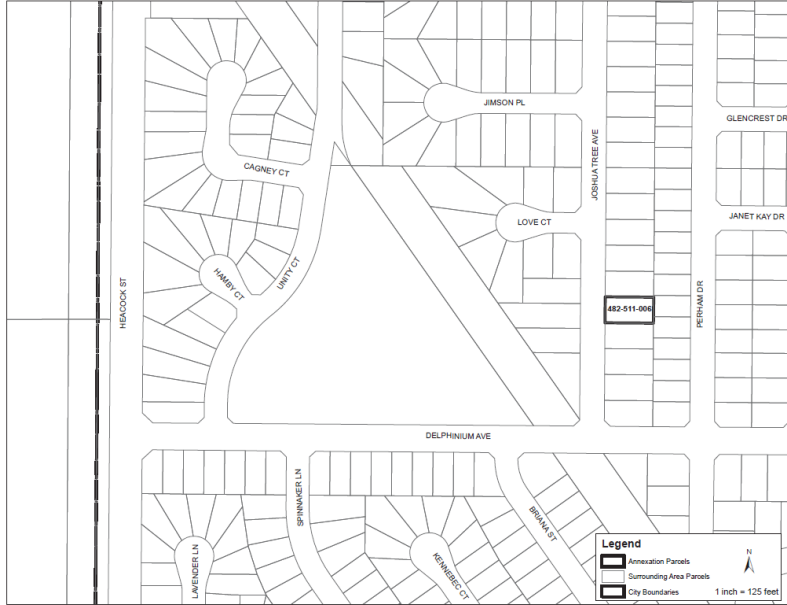 JIMSON PL
GLENCREST DR
JOSHUA TREE AVE
CAGNEY CT
LOVE CT
JANET KAY DR
UNITY CT
HAMBY CT
HEACOCK ST
482-511-006
PERHAM DR
DELPHINIUM AVE
SPINNAKER LN
BRIANA ST
LAVENDER LN
KENNEBEC CT
Legend
Annexation Parcels
Surrounding Area Parcels
City Boundaries
N
1 inch = 125 feet